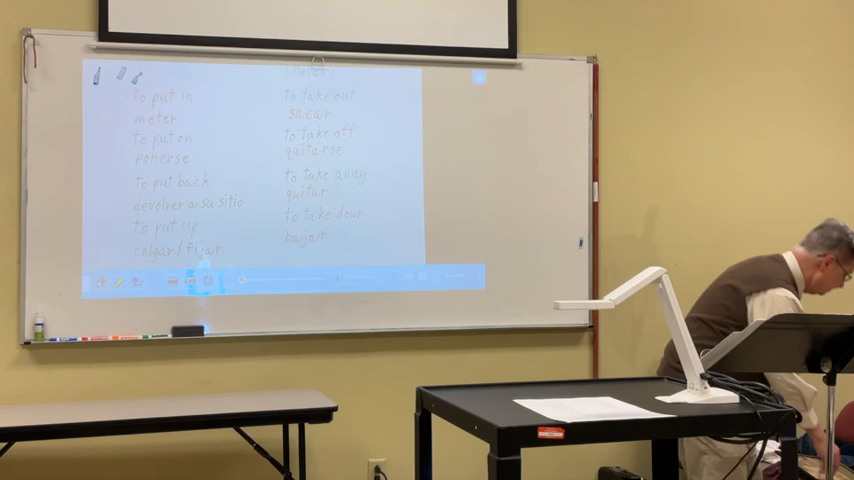 to put in
meter
to put on
ponerse
to put back
devolver a su sitio
to put up
colgar/fijar
(llevar)
to take out
sacar
to take off
quitarse
to take away
quitar
to take down
bajar